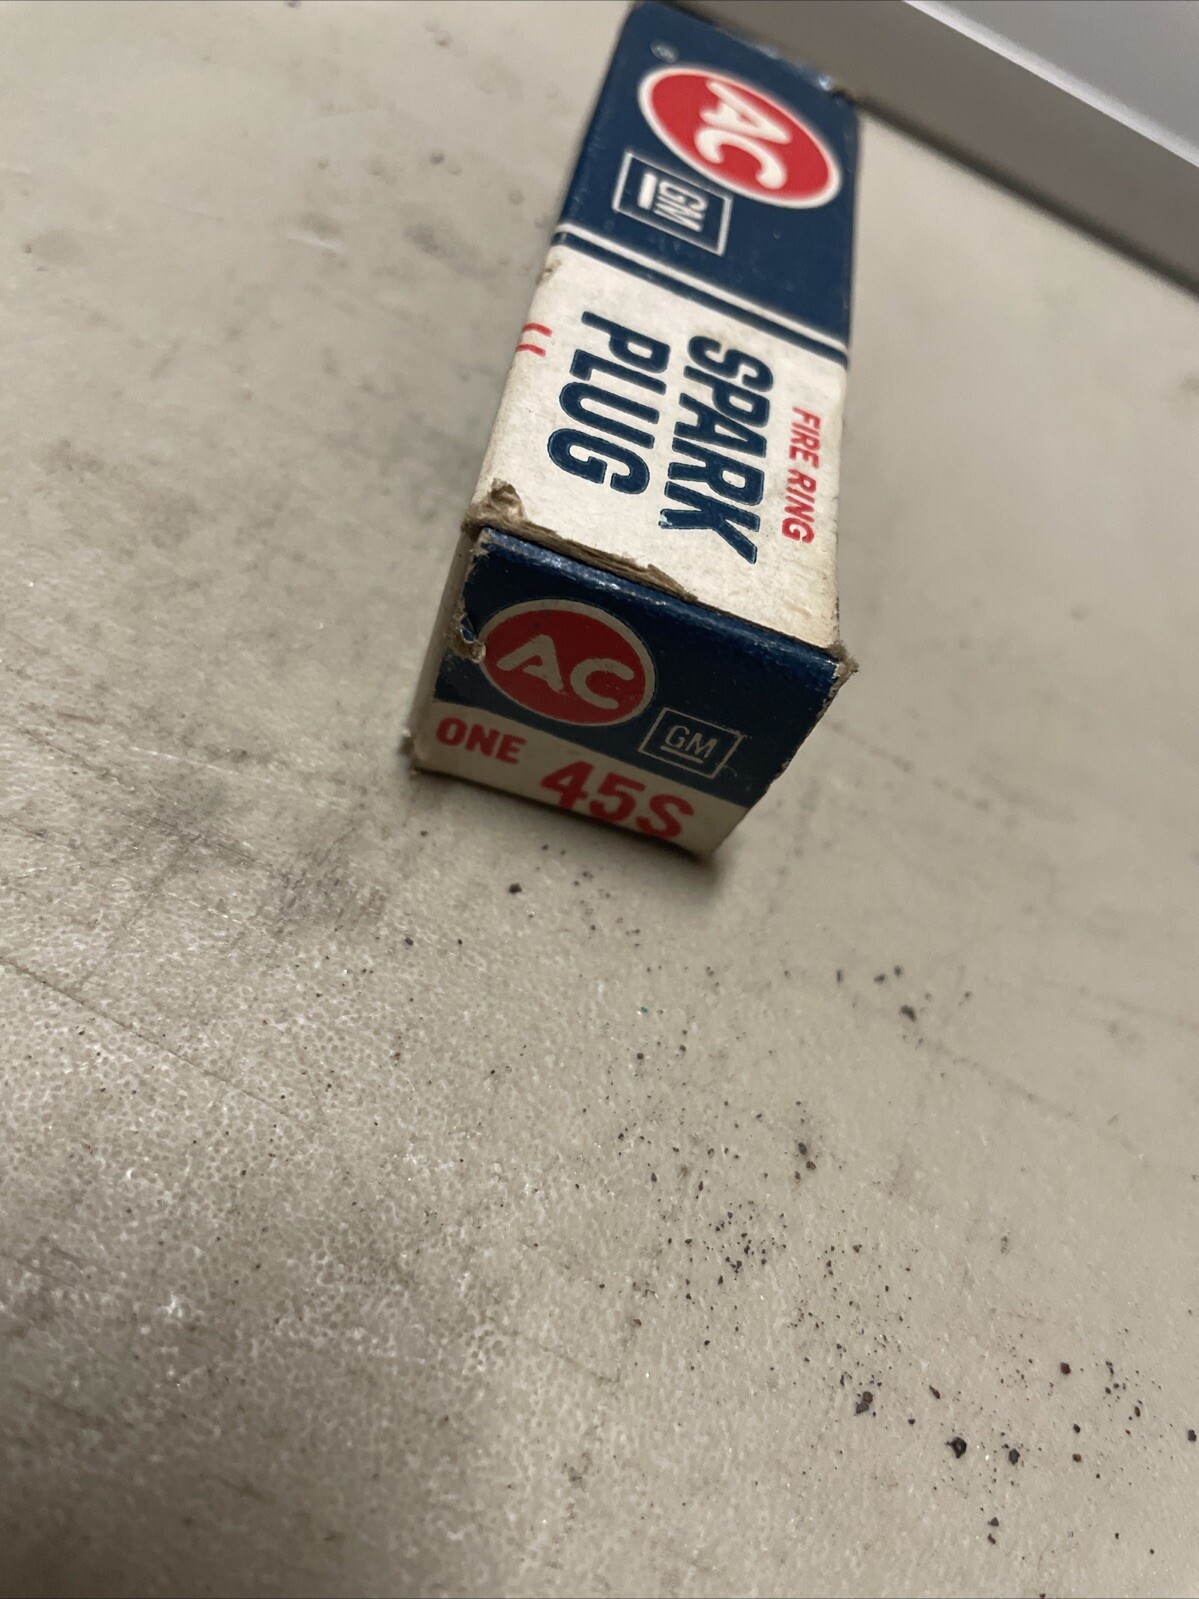 ®
AC
GM
FIRE RING
SPARK
PLUG
AC
GM
ONE 45S